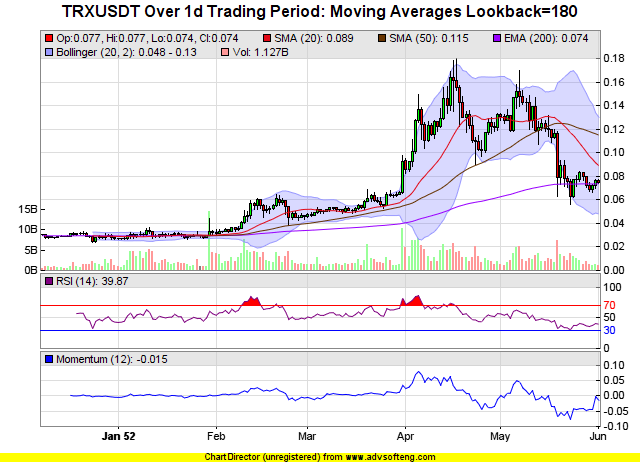 TRXUSDT Over 1d Trading Period: Moving Averages Lookback=180
Op:0.077, Hi:0.077, Lo:0.074, Cl:0.074 SMA (20): 0.089 SMA (50): 0.115 EMA (200): 0.074
Bollinger (20, 2): 0.048 - 0.13 Vol: 1.127B
0.18
0.16
0.14
0.12
0.10
0.08
0.06
0.04
0.02
0.00
15B
10B
5B
0B
RSI (14): 39.87
100
70
50
30
0
Momentum (12): -0.015
0.10
0.05
0.00
-0.05
-0.10
Jan 52 Feb Mar Apr May Jun
ChartDirector (unregistered) from www.advsofteng.com